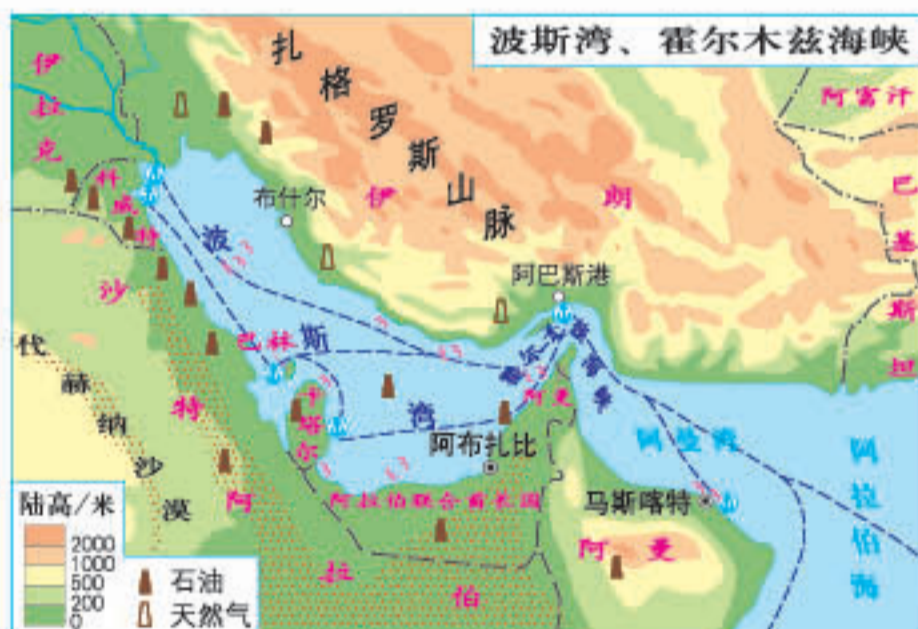 波斯湾、霍尔木兹海峡
扎格罗斯山脉
伊拉克
阿富汗
科威特
布什尔
伊朗
巴基斯坦
波斯湾
阿巴斯港
霍尔木兹海峡
沙特阿拉伯
巴林
卡塔尔
阿曼
代赫纳沙漠
阿布扎比
阿拉伯联合酋长国
阿曼湾
阿拉伯海
马斯喀特
阿曼
陆高/米
2000
1000
500
200
0
石油
天然气